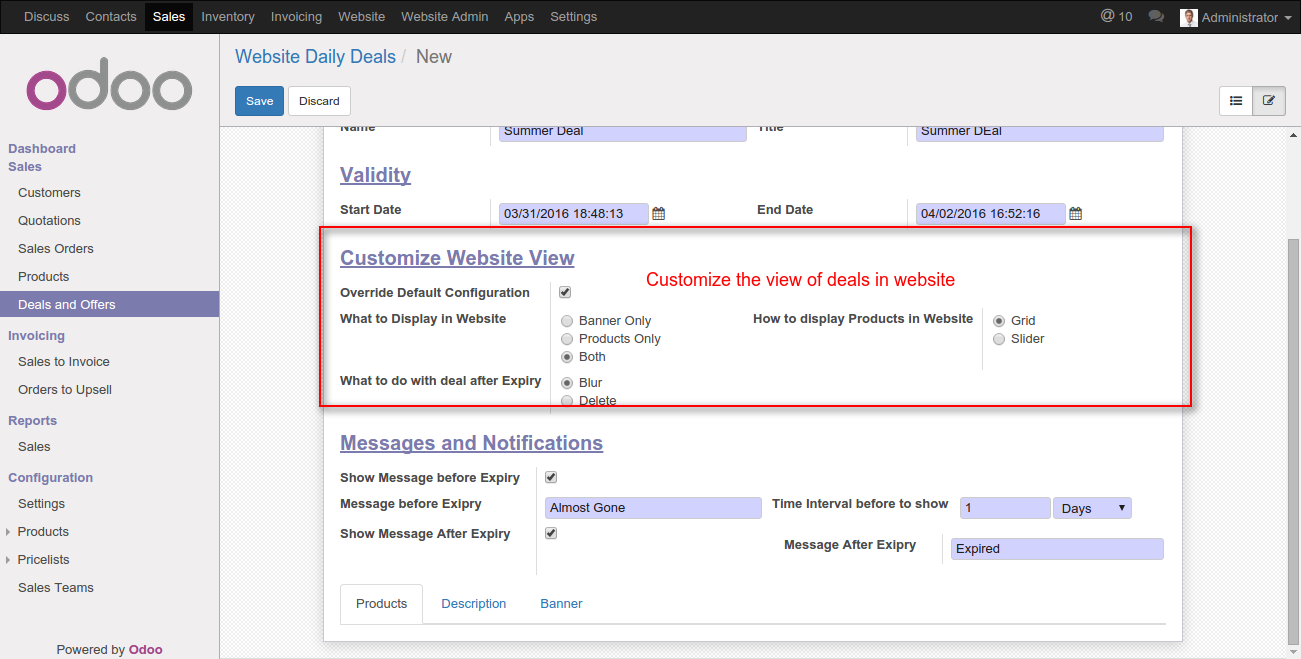 Discuss Contacts Sales Inventory Invoicing Website Website Admin Apps Settings @ 10 Administrator
odoo
Website Daily Deals / New
Save Discard
Dashboard
Sales
Customers
Quotations
Sales Orders
Products
Deals and Offers
Invoicing
Sales to Invoice
Orders to Upsell
Reports
Sales
Configuration
Settings
Products
Pricelists
Sales Teams
Powered by Odoo
Name Summer Deal Title Summer DEal
Validity
Start Date 03/31/2016 18:48:13 End Date 04/02/2016 16:52:16
Customize Website View
Customize the view of deals in website
Override Default Configuration
What to Display in Website Banner Only How to display Products in Website Grid
Products Only Slider
Both
What to do with deal after Expiry Blur
Delete
Messages and Notifications
Show Message before Expiry
Message before Exipry Almost Gone Time Interval before to show 1 Days
Show Message After Expiry
Message After Exipry Expired
Products Description Banner